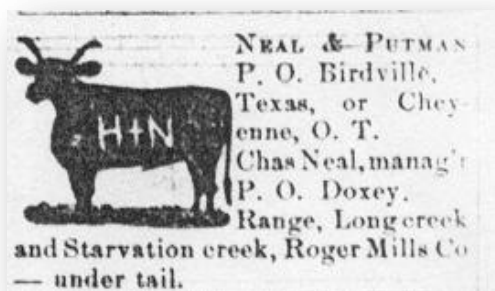 NEAL & PUTMAN
P. O. Birdville,
Texas, or Chey-
enne, O. T.
Chas Neal, manag'r
P. O. Doxey.
Range, Long creek
and Starvation creek, Roger Mills Co
— under tail.
H+N